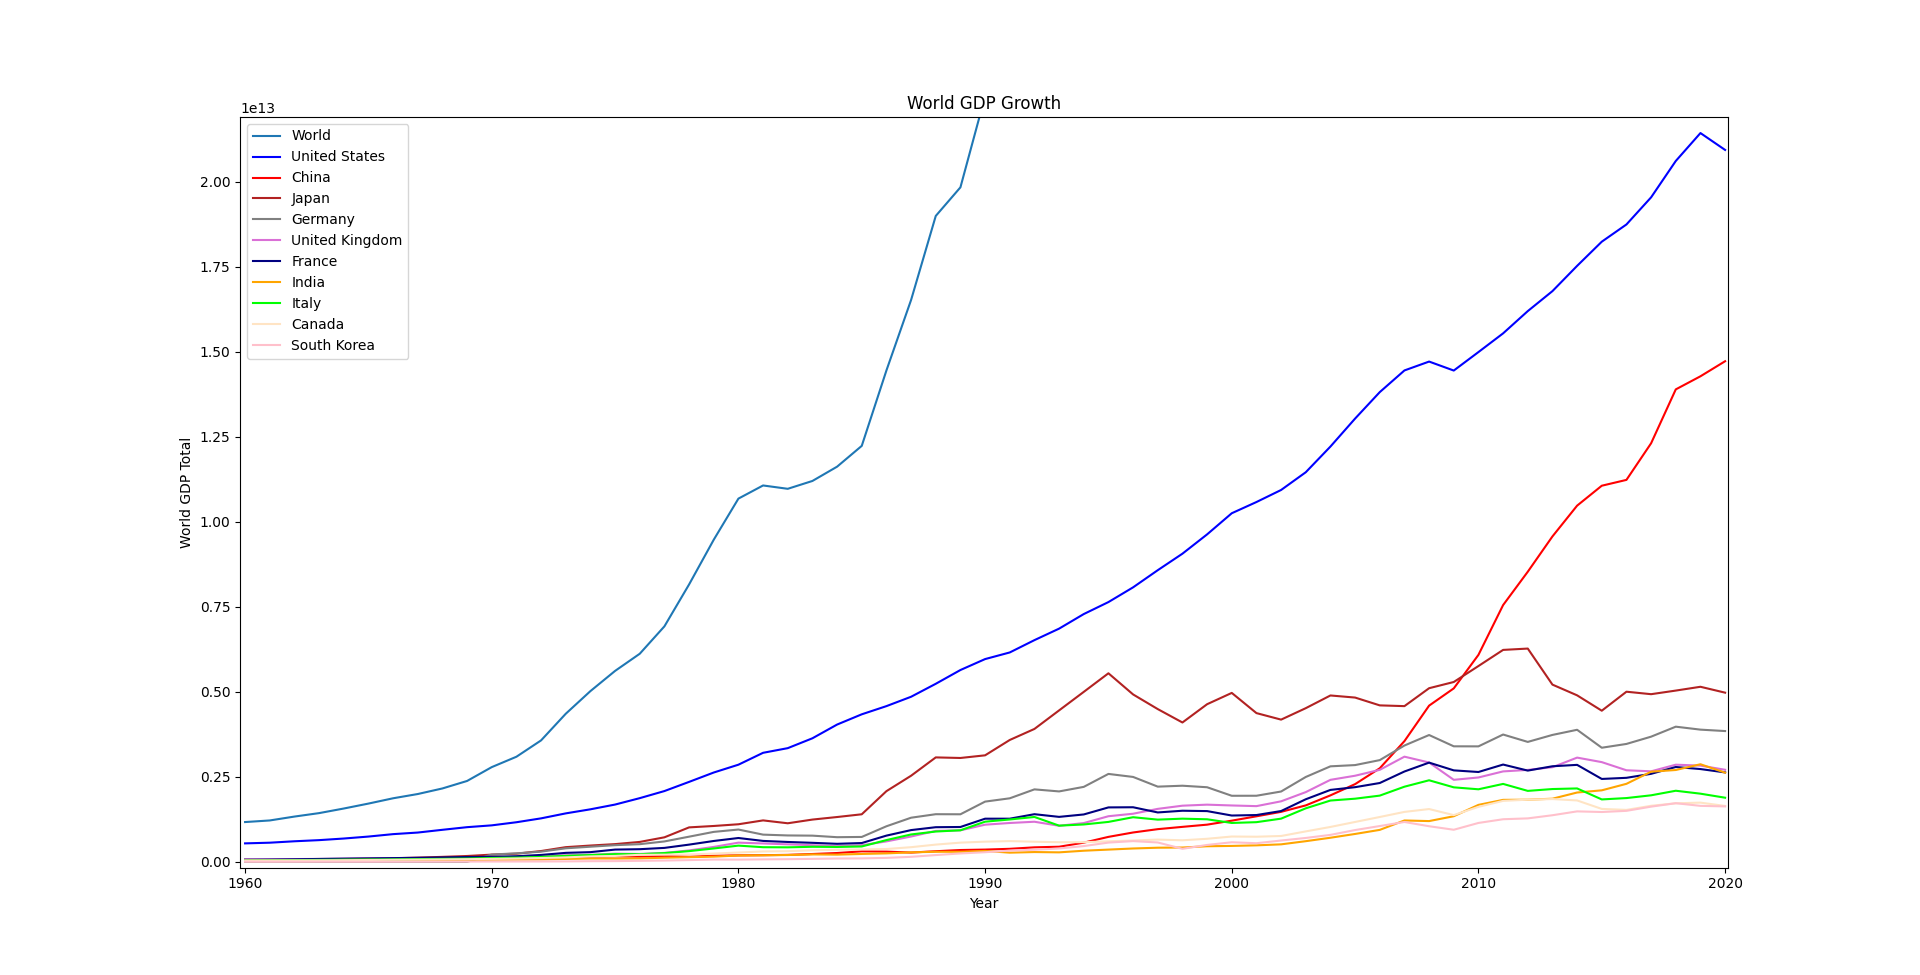 World GDP Growth
1e13
World
United States
China
Japan
Germany
United Kingdom
France
India
Italy
Canada
South Korea
World GDP Total
2.00
1.75
1.50
1.25
1.00
0.75
0.50
0.25
0.00
1960 1970 1980 1990 2000 2010 2020
Year